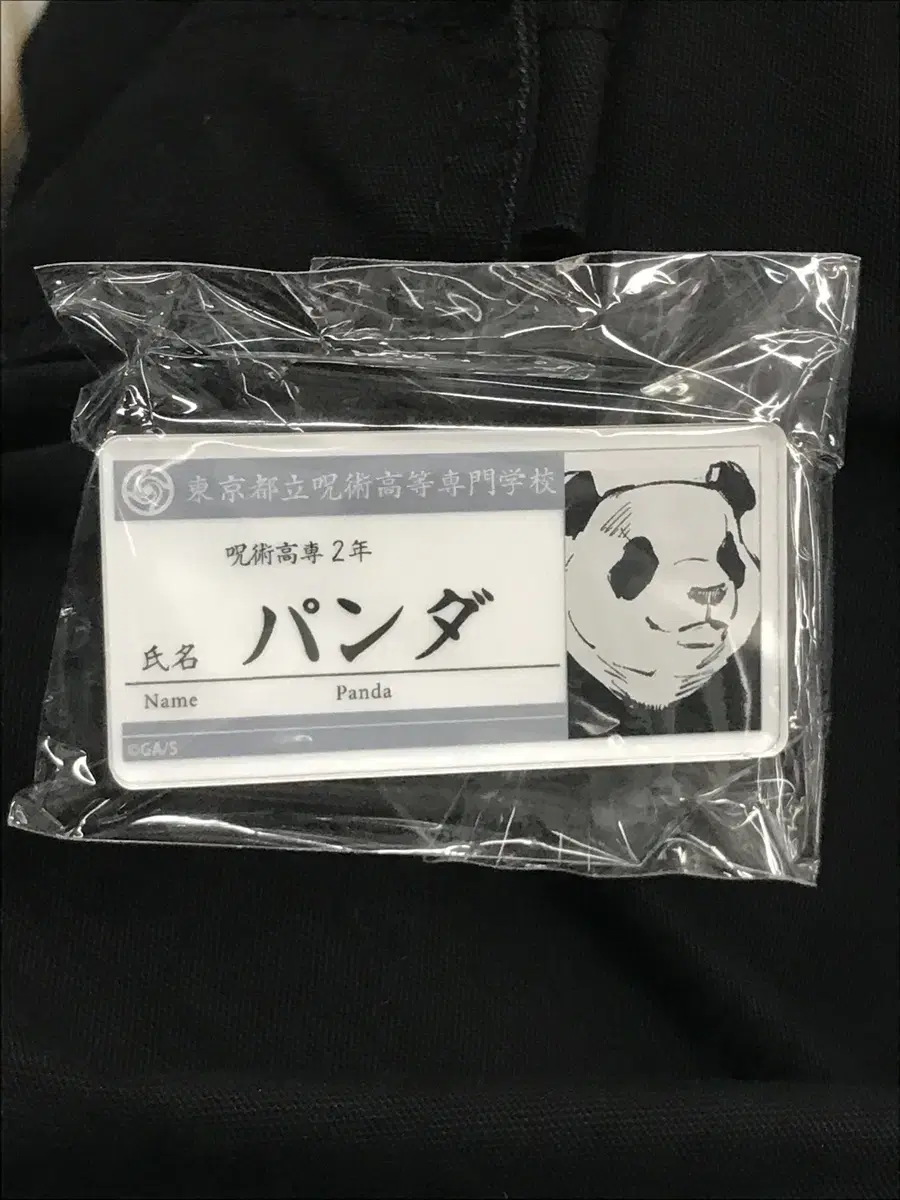 東京都立呪術高等専門学校
呪術高専2年
氏名 パンダ
Name Panda
©GA/S